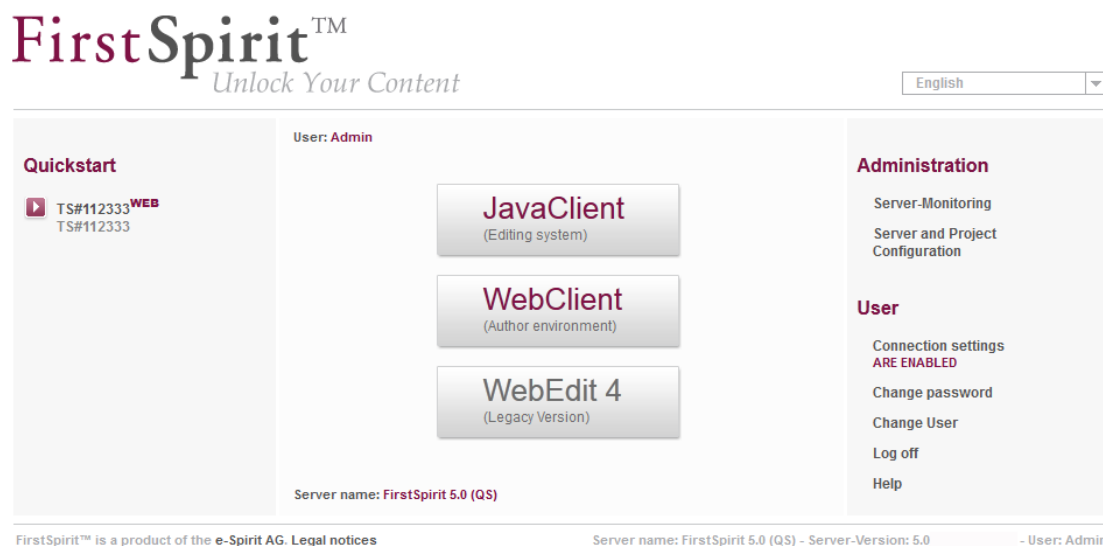 FirstSpirit™
Unlock Your Content
English
Quickstart
TS#112333WEB
TS#112333
User: Admin
JavaClient
(Editing system)
WebClient
(Author environment)
WebEdit 4
(Legacy Version)
Server name: FirstSpirit 5.0 (QS)
Administration
Server-Monitoring
Server and Project
Configuration
User
Connection settings
ARE ENABLED
Change password
Change User
Log off
Help
FirstSpirit™ is a product of the e-Spirit AG. Legal notices
Server name: FirstSpirit 5.0 (QS) - Server-Version: 5.0 - User: Admin